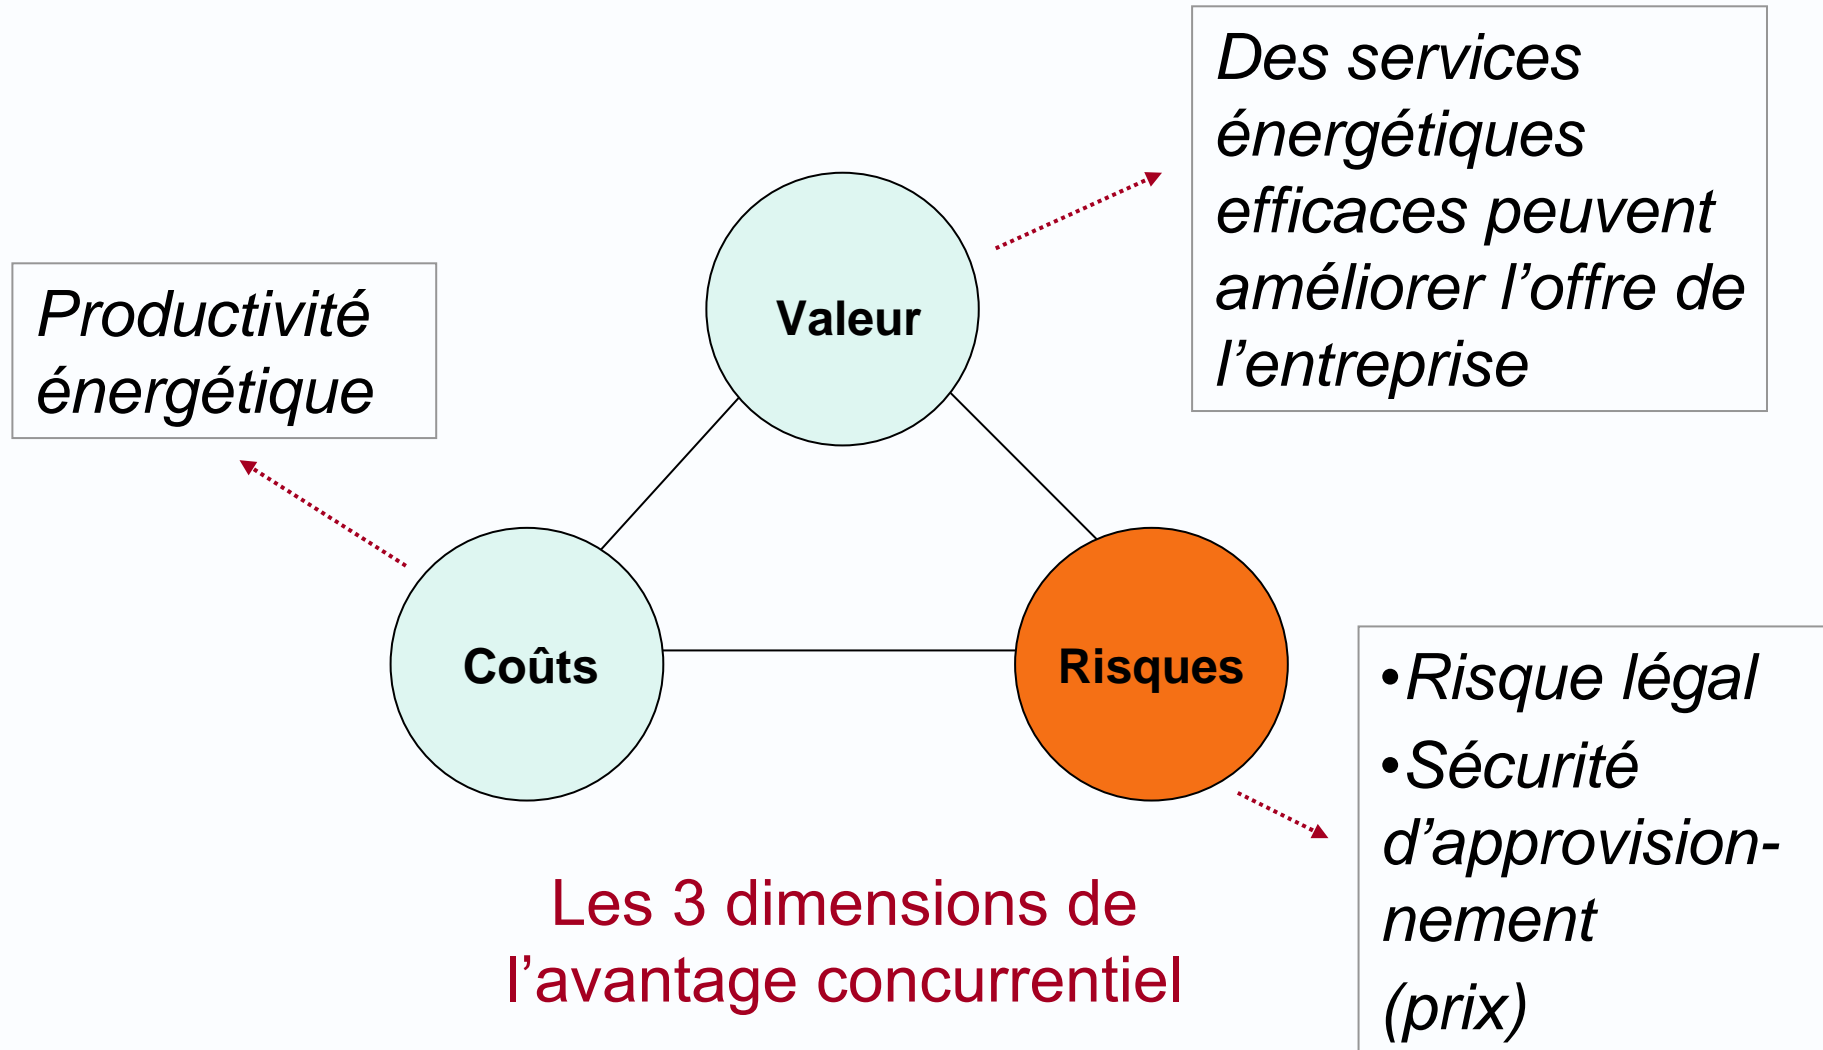 Des services
énergétiques
efficaces peuvent
améliorer l’offre de
l’entreprise
Productivité
énergétique
Valeur
Coûts
Risques
•Risque légal
•Sécurité
d’approvision-
nement
(prix)
Les 3 dimensions de
l’avantage concurrentiel